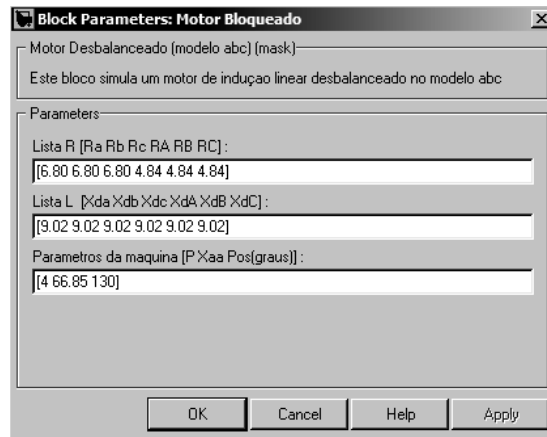 Block Parameters: Motor Bloqueado
Motor Desbalanceado (modelo abc) (mask)
Este bloco simula um motor de induçao linear desbalanceado no modelo abc
Parameters
Lista R [Ra Rb Rc RA RB RC] :
[6.80 6.80 6.80 4.84 4.84 4.84]
Lista L [Xda Xdb Xdc XdA XdB XdC] :
[9.02 9.02 9.02 9.02 9.02 9.02]
Parametros da maquina [P Xaa Pos(graus)] :
[4 66.85 130]
OK Cancel Help Apply